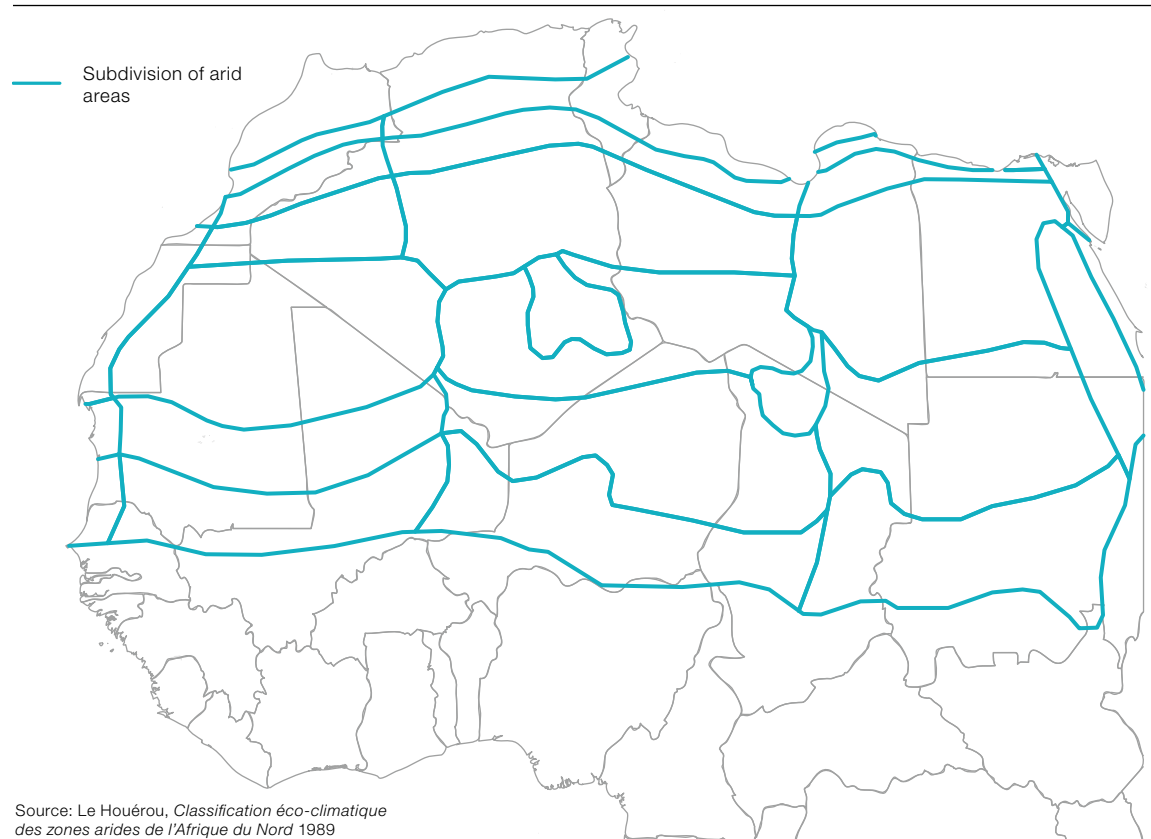 Subdivision of arid
areas
Source: Le Houérou, Classification éco-climatique
des zones arides de l'Afrique du Nord 1989